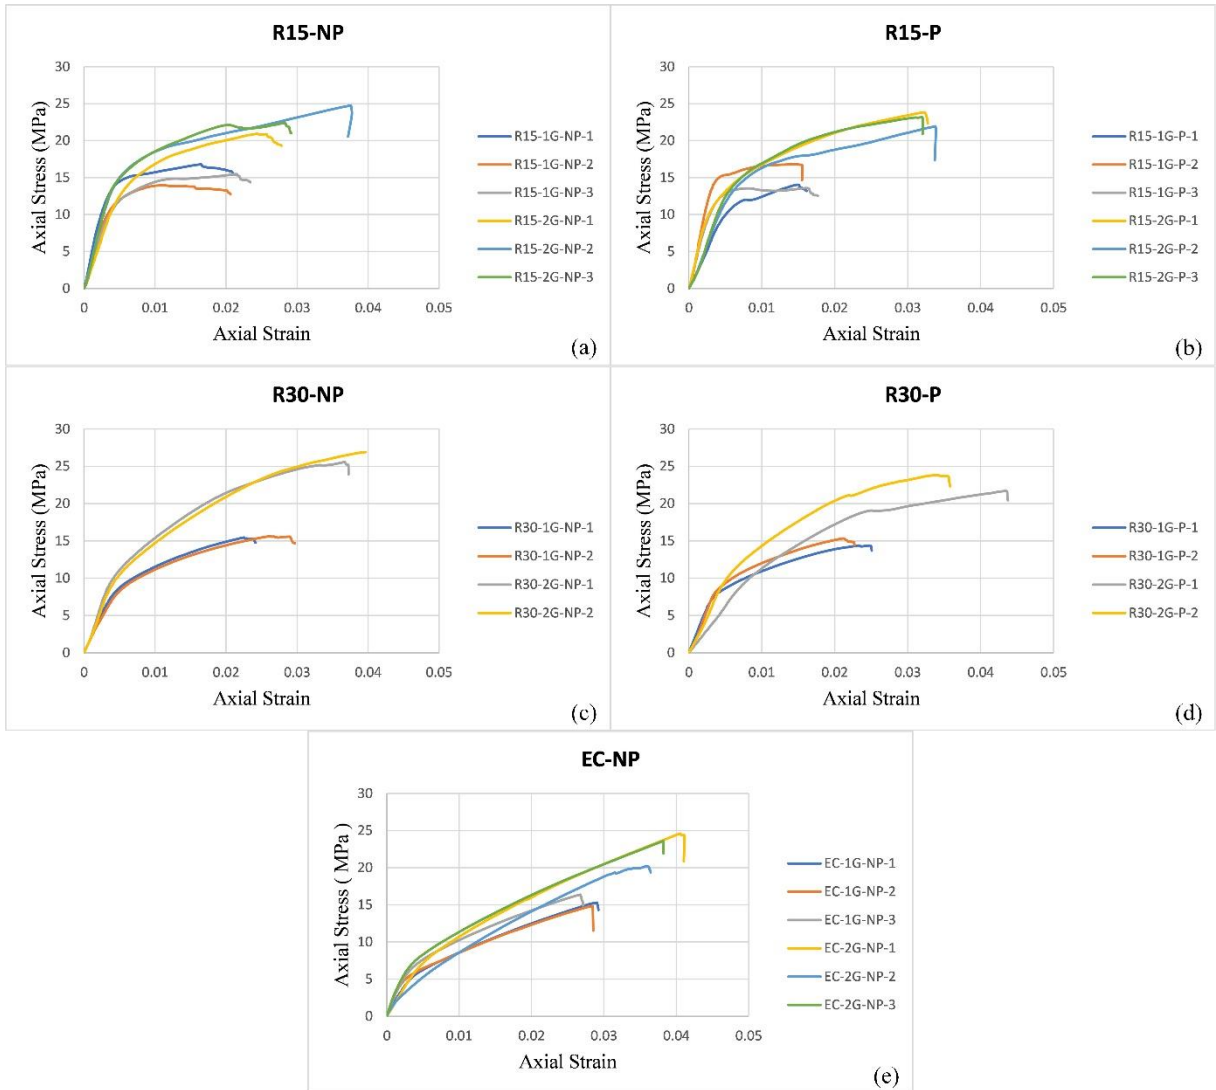 R15-NP
30
25
20
15
10
5
0
Axial Stress (MPa)
0
0.01
0.02
0.03
0.04
0.05
Axial Strain
R15-1G-NP-1
R15-1G-NP-2
R15-1G-NP-3
R15-2G-NP-1
R15-2G-NP-2
R15-2G-NP-3
(a)
R15-P
30
25
20
15
10
5
0
Axial Stress (MPa)
0
0.01
0.02
0.03
0.04
0.05
Axial Strain
R15-1G-P-1
R15-1G-P-2
R15-1G-P-3
R15-2G-P-1
R15-2G-P-2
R15-2G-P-3
(b)
R30-NP
30
25
20
15
10
5
0
Axial Stress (MPa)
0
0.01
0.02
0.03
0.04
0.05
Axial Strain
R30-1G-NP-1
R30-1G-NP-2
R30-2G-NP-1
R30-2G-NP-2
(c)
R30-P
30
25
20
15
10
5
0
Axial Stress (MPa)
0
0.01
0.02
0.03
0.04
0.05
Axial Strain
R30-1G-P-1
R30-1G-P-2
R30-2G-P-1
R30-2G-P-2
(d)
EC-NP
30
25
20
15
10
5
0
Axial Stress ( MPa )
0
0.01
0.02
0.03
0.04
0.05
Axial Strain
EC-1G-NP-1
EC-1G-NP-2
EC-1G-NP-3
EC-2G-NP-1
EC-2G-NP-2
EC-2G-NP-3
(e)